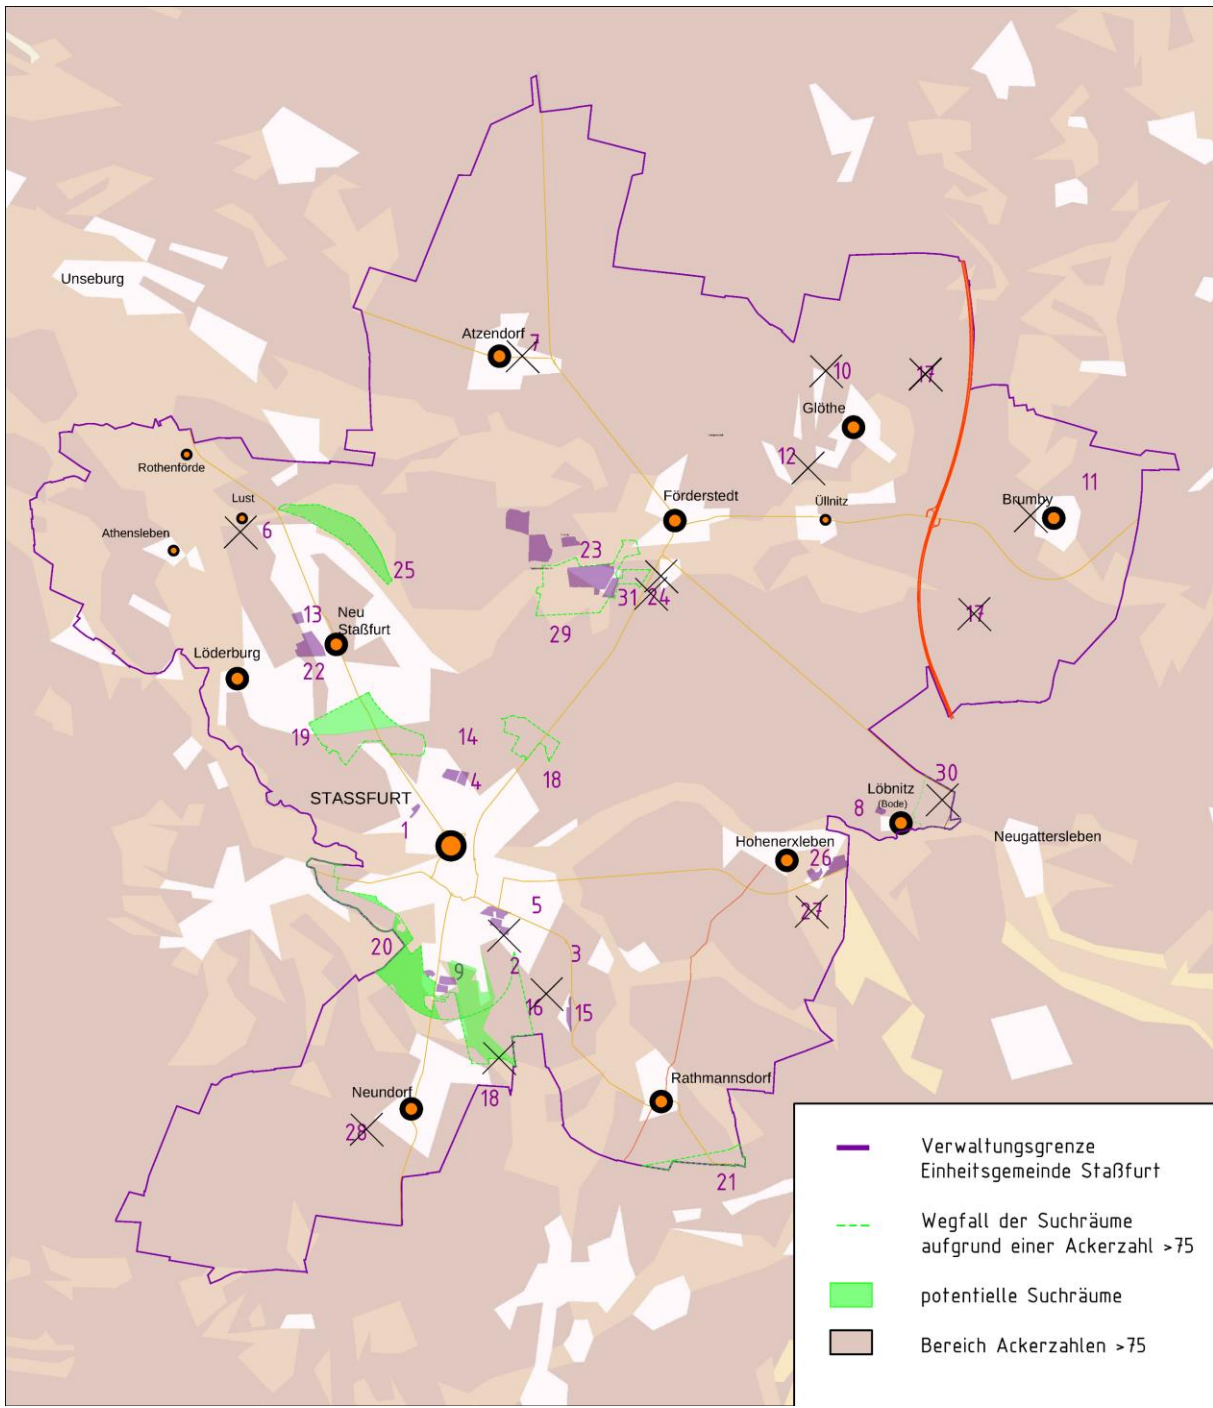 Unseburg
Atzendorf
7
10
17
Glöthe
12
11
Rothenförde
Lust
Förderstedt
Üllnitz
Brumby
Athensleben
6
23
25
31
24
13
Neu
Staßfurt
29
17
Löderburg
22
19
14
18
30
4
STASSFURT
Löbnitz
(Bode)
8
1
Hohenerxleben
Neugattersleben
26
5
27
20
3
2
9
16
15
Rathmannsdorf
Neundorf
18
28
21
Verwaltungsgrenze
Einheitsgemeinde Staßfurt
Wegfall der Suchräume
aufgrund einer Ackerzahl >75
potentielle Suchräume
Bereich Ackerzahlen >75